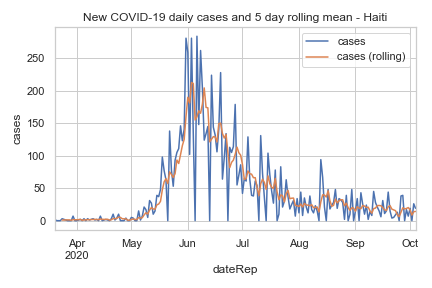 New COVID-19 daily cases and 5 day rolling mean - Haiti
cases
cases (rolling)
cases
250
200
150
100
50
0
Apr May Jun Jul Aug Sep Oct
2020
dateRep